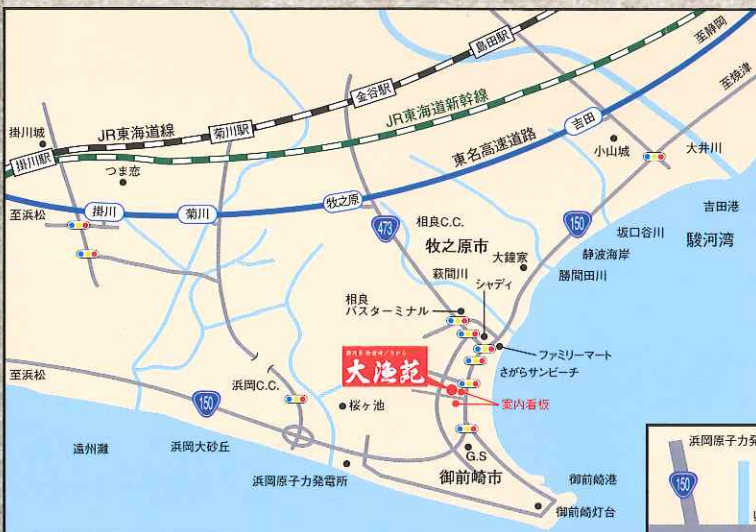 至静岡
島田駅
至焼津
金谷駅
JR東海道新幹線
JR東海道線
菊川駅
掛川城
掛川駅
吉田
小山城
大井川
東名高速道路
つま恋
吉田港
牧之原
至浜松
掛川
菊川
相良C.C.
473
150
坂口谷川
駿河湾
牧之原市
静波海岸
大鐘家
勝間田川
萩間川
シャディ
相良
バスターミナル
ファミリーマート
さがらサンビーチ
大漁苑
至浜松
浜岡C.C.
150
桜ヶ池
案内看板
遠州灘
浜岡大砂丘
G.S
浜岡原子力発電所
御前崎市
御前崎港
御前崎灯台
浜岡原子力発
150